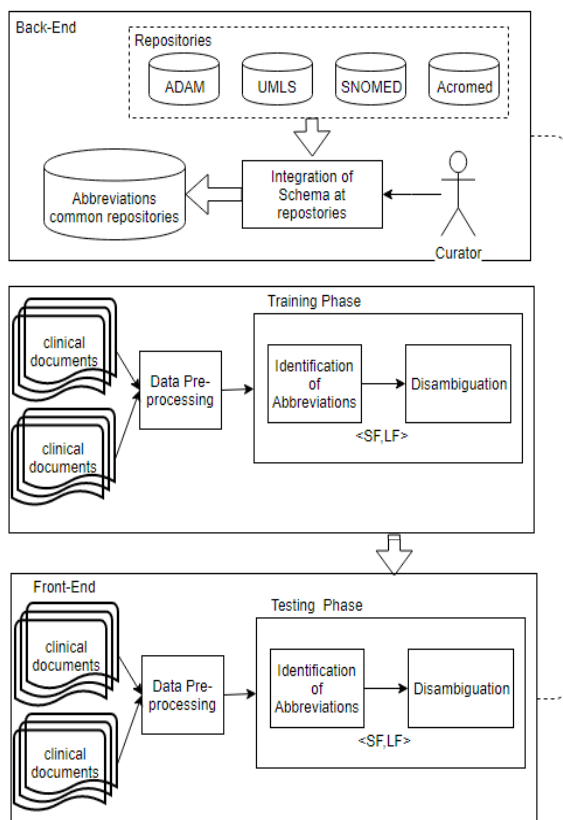 Back-End
Repositories
ADAM
UMLS
SNOMED
Acromed
Abbreviations
common repositories
Integration of
Schema at
repostories
Curator
Training Phase
clinical
documents
clinical
documents
Data Pre-
processing
Identification
of
Abbreviations
Disambiguation
<SF,LF>
Front-End
Testing Phase
clinical
documents
clinical
documents
Data Pre-
processing
Identification
of
Abbreviations
Disambiguation
<SF,LF>